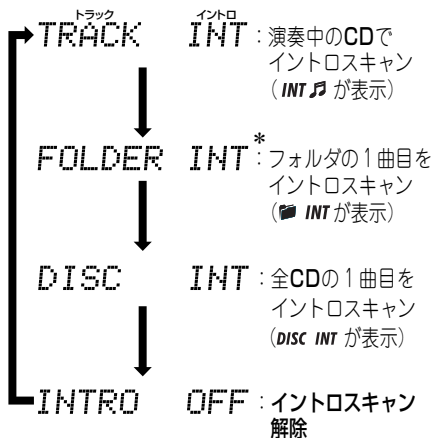 トラック イントロ
TRACK INT:演奏中のCDで
イントロスキャン
(INT♫ が表示)
FOLDER INT*:フォルダの1曲目を
イントロスキャン
( INT が表示)
DISC INT:全CDの1曲目を
イントロスキャン
(DISC INT が表示)
INTRO OFF:イントロスキャン
解除